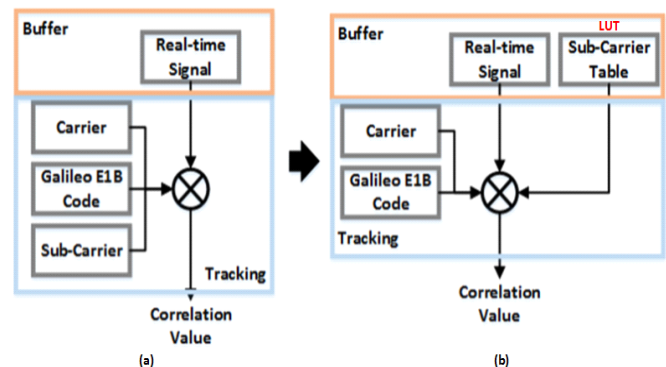 Buffer
Real-time
Signal
Carrier
Galileo E1B
Code
Sub-Carrier
Tracking
Correlation
Value
(a)
Buffer
LUT
Real-time
Signal
Sub-Carrier
Table
Carrier
Galileo E1B
Code
Tracking
Correlation
Value
(b)